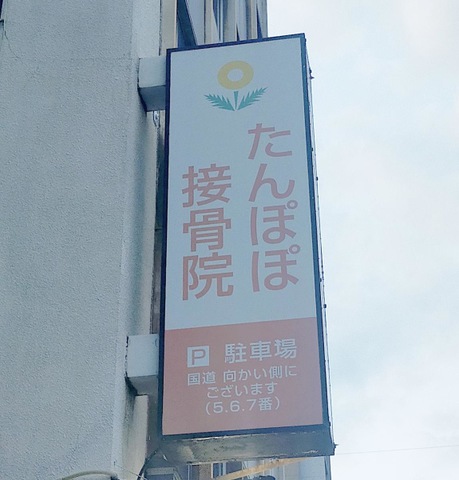 たんぽぽ
接骨院
P 駐車場
国道 向かい側に
ございます
(5.6.7番)